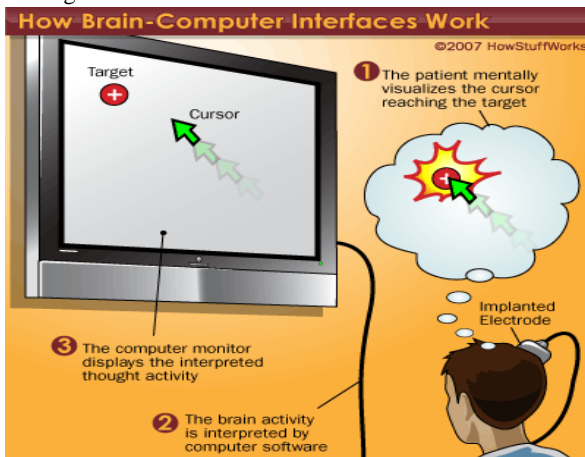 How Brain-Computer Interfaces Work
©2007 HowStuffWorks
Target
Cursor
1 The patient mentally
visualizes the cursor
reaching the target
Implanted
Electrode
3 The computer monitor
displays the interpreted
thought activity
2 The brain activity
is interpreted by
computer software